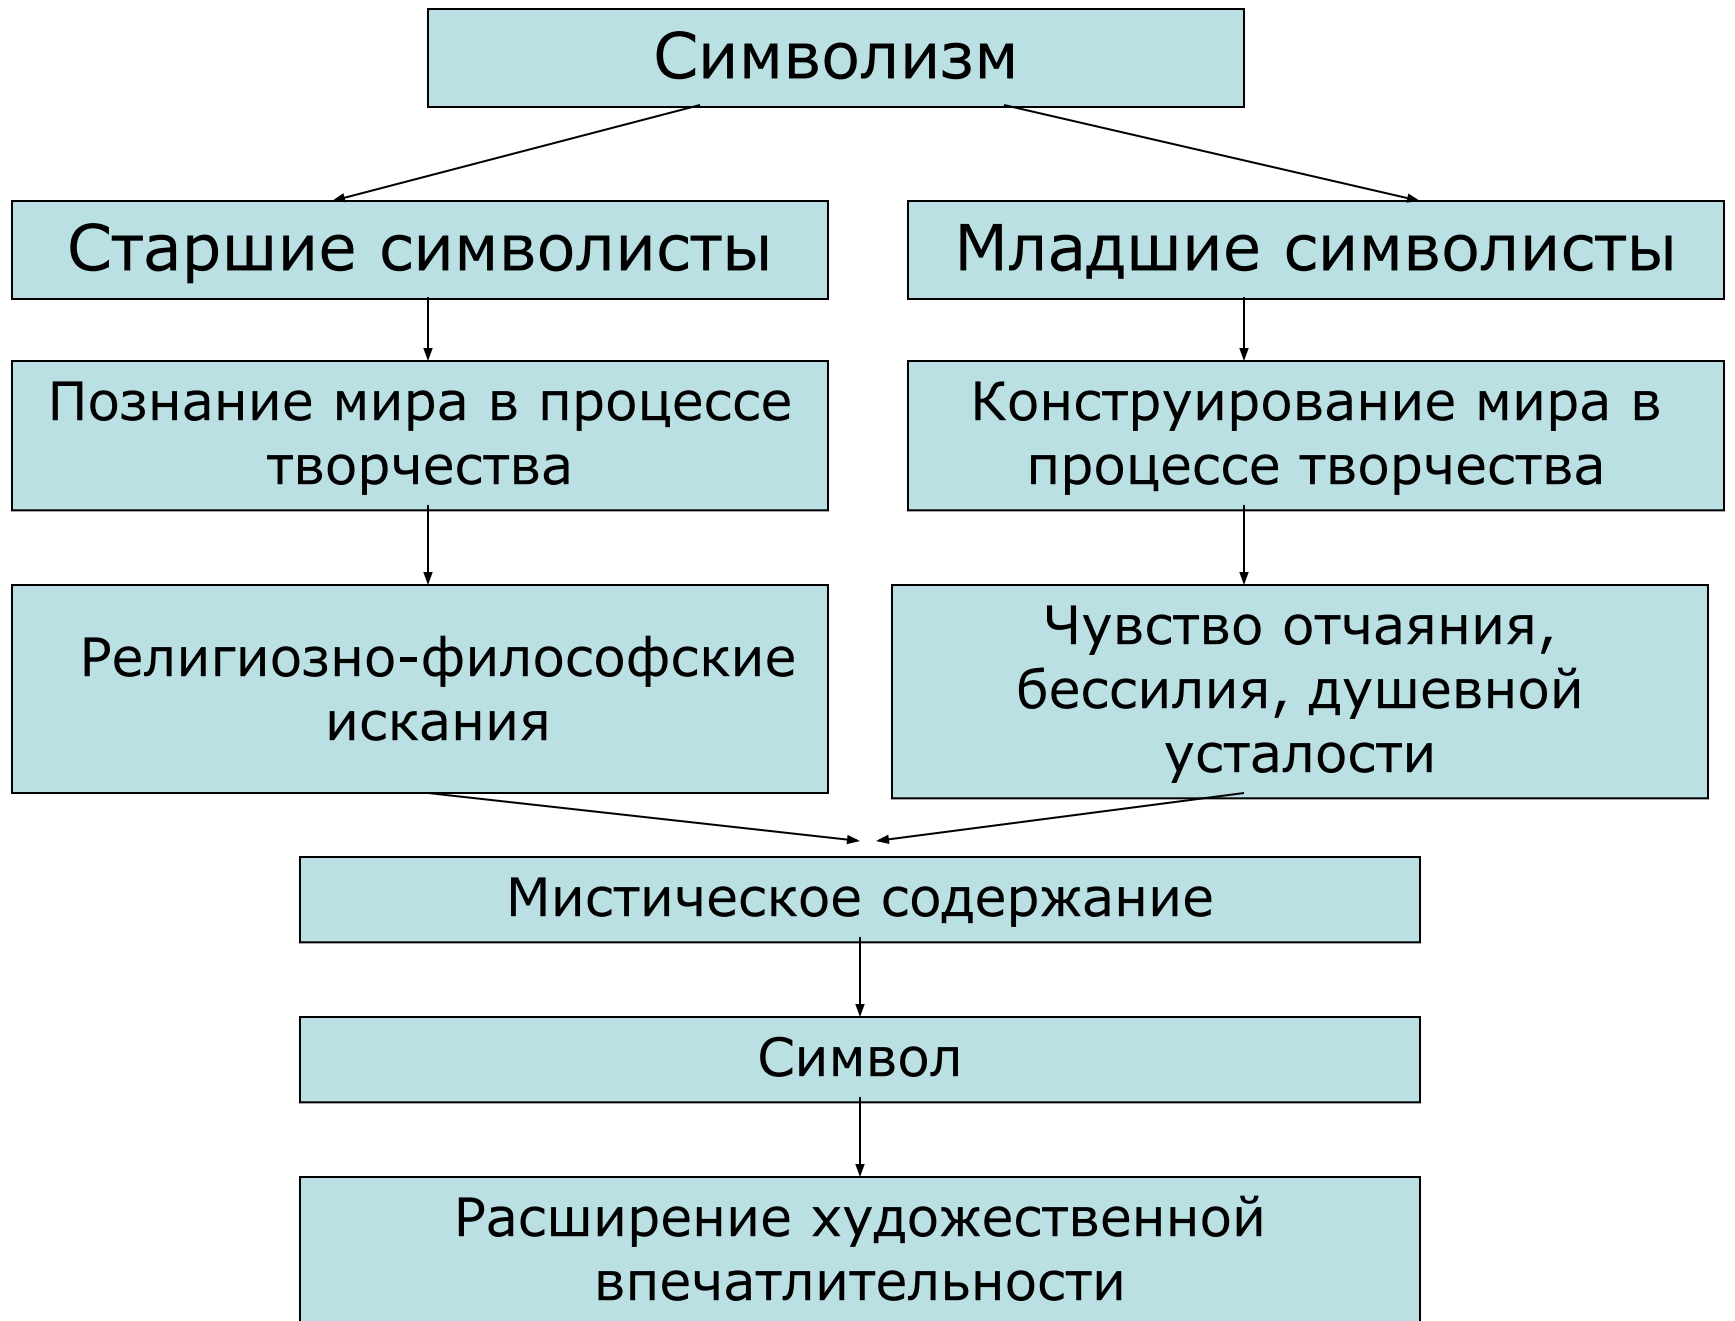 Символизм
Старшие символисты
Младшие символисты
Познание мира в процессе
творчества
Конструирование мира в
процессе творчества
Религиозно-философские
искания
Чувство отчаяния,
бессилия, душевной
усталости
Мистическое содержание
Символ
Расширение художественной
впечатлительности